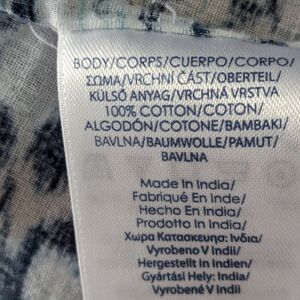 BODY/CORPS/CUERPO/CORPO/
ΣΩΜΑ/VRCHNÍ ČÁST/OBERTEIL/
KÜLSŐ ANYAG/VRCHNÁ VRSTVA
100% COTTON/COTON/
ALGODÓN/COTONE/BAMBAKI/
BAVLNA/BAUMWOLLE/PAMUT/
BAVLNA
Made In India/
Fabriqué En Inde/
Hecho En India/
Prodotto In India/
Χωρα Κατασκευησ: Ινδια/
Vyrobeno V Indii/
Hergestellt In Indien/
Gyártási Hely: India/
Vyrobené V Indii